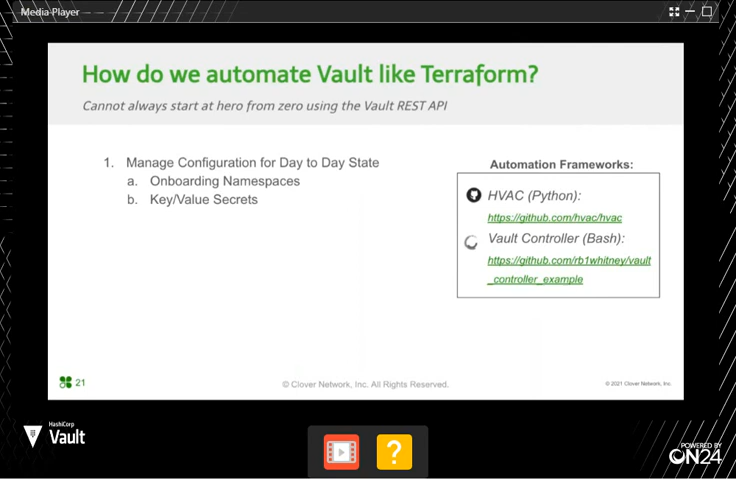 Media Player
How do we automate Vault like Terraform?
Cannot always start at hero from zero using the Vault REST API
1. Manage Configuration for Day to Day State
a. Onboarding Namespaces
b. Key/Value Secrets
Automation Frameworks:
HVAC (Python):
https://github.com/hvac/hvac
Vault Controller (Bash):
https://github.com/rb1whitney/vault
_controller_example
21
© Clover Network, Inc. All Rights Reserved.
© 2021 Clover Network, Inc.
HashiCorp
Vault
?
POWERED BY
ON24